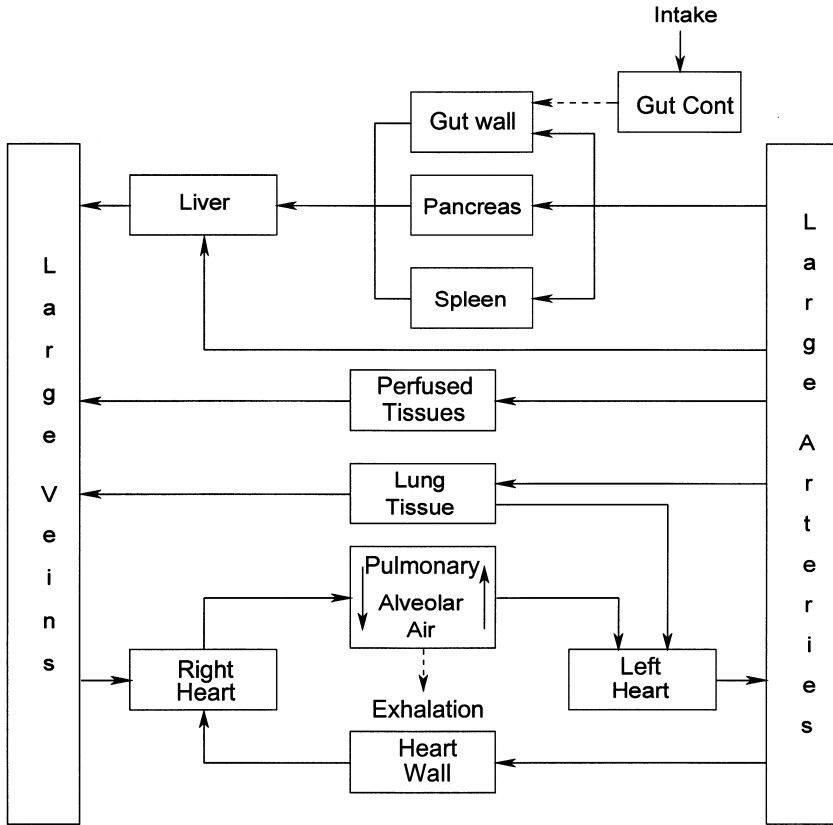 Intake
Gut Cont
Gut wall
Liver
Pancreas
Spleen
Large Veins
Large Arteries
Perfused
Tissues
Lung
Tissue
Pulmonary
Alveolar
Air
Right
Heart
Left
Heart
Exhalation
Heart
Wall